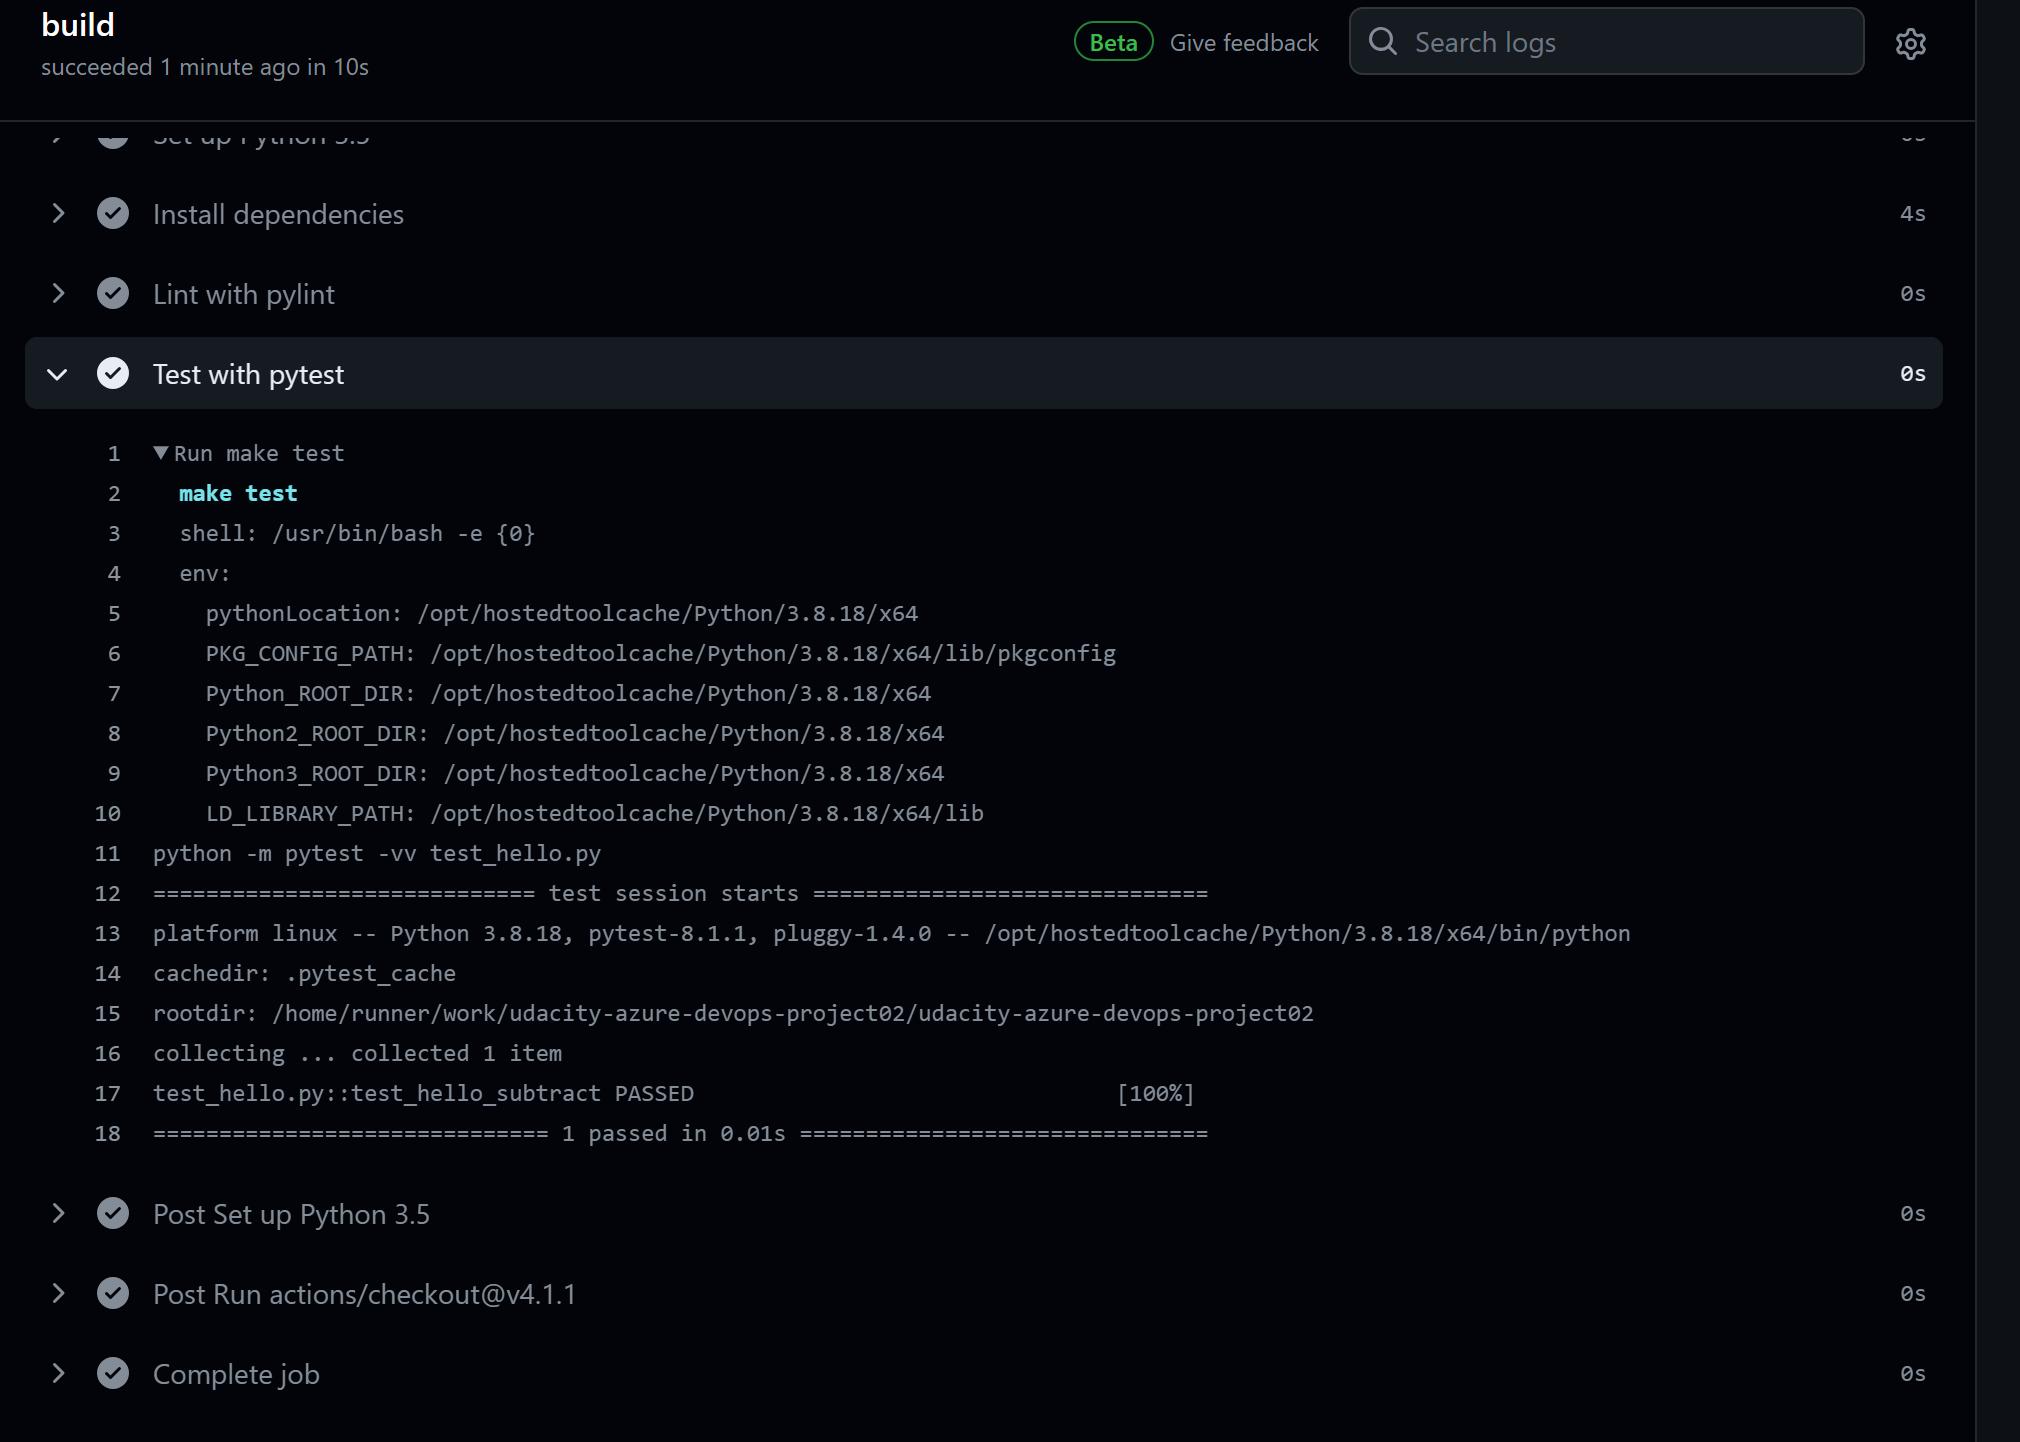 build
succeeded 1 minute ago in 10s
Beta
Give feedback
Search logs
Set up Python 3.5
Install dependencies 4s
Lint with pylint 0s
Test with pytest 0s
1 ▼Run make test
2 make test
3 shell: /usr/bin/bash -e {0}
4 env:
5 pythonLocation: /opt/hostedtoolcache/Python/3.8.18/x64
6 PKG_CONFIG_PATH: /opt/hostedtoolcache/Python/3.8.18/x64/lib/pkgconfig
7 Python_ROOT_DIR: /opt/hostedtoolcache/Python/3.8.18/x64
8 Python2_ROOT_DIR: /opt/hostedtoolcache/Python/3.8.18/x64
9 Python3_ROOT_DIR: /opt/hostedtoolcache/Python/3.8.18/x64
10 LD_LIBRARY_PATH: /opt/hostedtoolcache/Python/3.8.18/x64/lib
11 python -m pytest -vv test_hello.py
12 ============================= test session starts ==============================
13 platform linux -- Python 3.8.18, pytest-8.1.1, pluggy-1.4.0 -- /opt/hostedtoolcache/Python/3.8.18/x64/bin/python
14 cachedir: .pytest_cache
15 rootdir: /home/runner/work/udacity-azure-devops-project02/udacity-azure-devops-project02
16 collecting ... collected 1 item
17 test_hello.py::test_hello_subtract PASSED [100%]
18 ============================== 1 passed in 0.01s ===============================
Post Set up Python 3.5 0s
Post Run actions/checkout@v4.1.1 0s
Complete job 0s